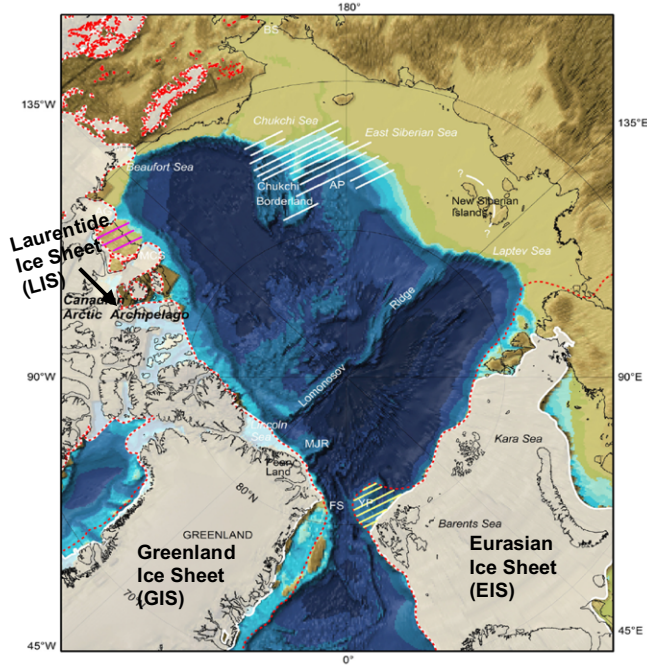 180°
BS
135°W
135°E
Chukchi Sea
East Siberian Sea
Beaufort Sea
Chukchi
Borderland
AP
?
New Siberian
Islands
?
Laptev Sea
Laurentide
Ice Sheet
(LIS)
Canadian
Arctic Archipelago
Ridge
Lomonosov
90°W
90°E
Lincoln
Sea
MJR
Peary
Land
Kara Sea
80°N
FS
YP
Barents Sea
GREENLAND
Greenland
Ice Sheet
(GIS)
Eurasian
Ice Sheet
(EIS)
45°W
0°
45°E